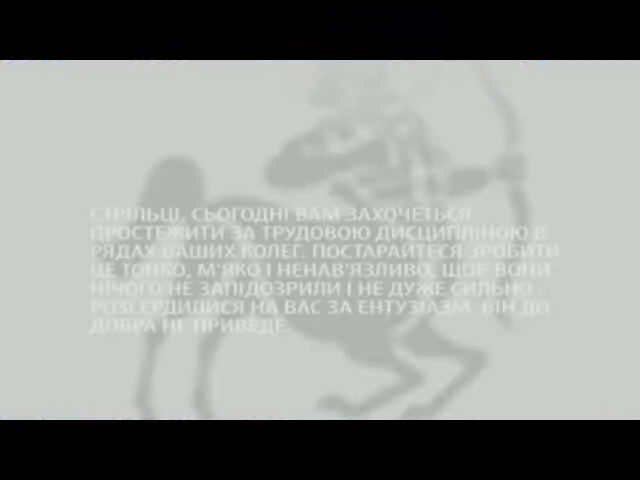 СТРІЛЬЦІ, СЬОГОДНІ ВАМ ЗАХОЧЕТЬСЯ
ПРОСТЕЖИТИ ЗА ТРУДОВОЮ ДИСЦИПЛІНОЮ В
РЯДАХ ВАШИХ КОЛЕГ. ПОСТАРАЙТЕСЯ ЗРОБИТИ
ЦЕ ТОНКО, М'ЯКО І НЕНАВ'ЯЗЛИВО, ЩОБ ВОНИ
НІЧОГО НЕ ЗАПІДОЗРИЛИ І НЕ ДУЖЕ СИЛЬНО
РОЗСЕРДИЛИСЯ НА ВАС ЗА ЕНТУЗІАЗМ. ВІН ДО
ДОБРА НЕ ПРИВЕДЕ.